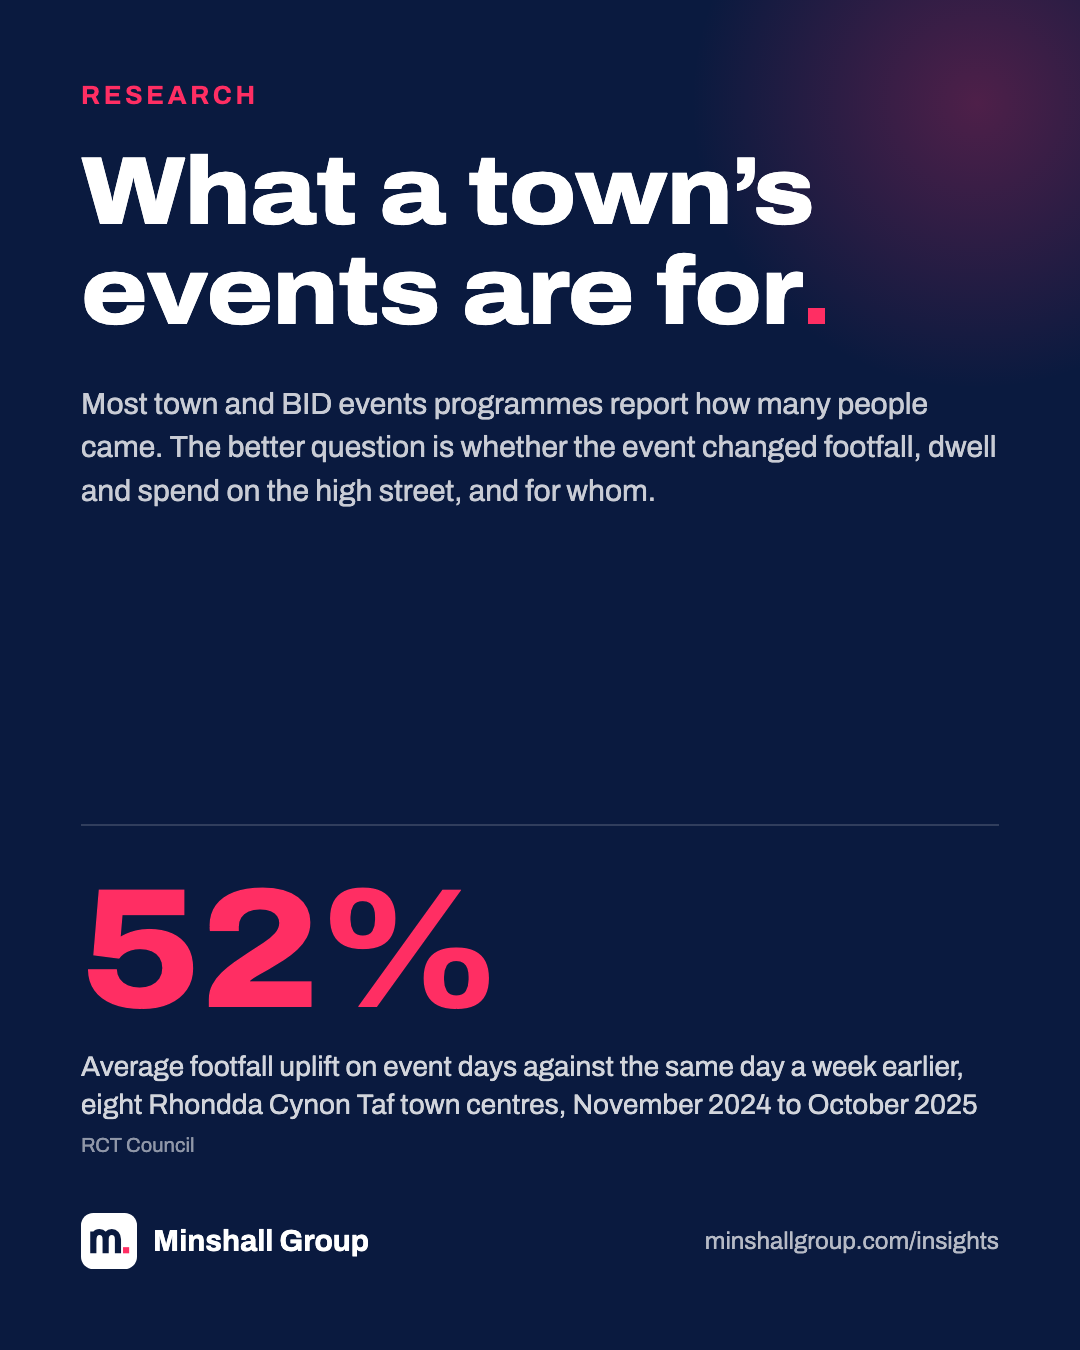 RESEARCH
What a town’s
events are for.
Most town and BID events programmes report how many people
came. The better question is whether the event changed footfall, dwell
and spend on the high street, and for whom.
52%
Average footfall uplift on event days against the same day a week earlier,
eight Rhondda Cynon Taf town centres, November 2024 to October 2025
RCT Council
m. Minshall Group
minshallgroup.com/insights